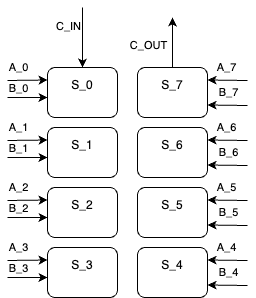 C_IN
C_OUT
A_0
B_0
S_0
S_7
A_7
B_7
A_1
B_1
S_1
S_6
A_6
B_6
A_2
B_2
S_2
S_5
A_5
B_5
A_3
B_3
S_3
S_4
A_4
B_4